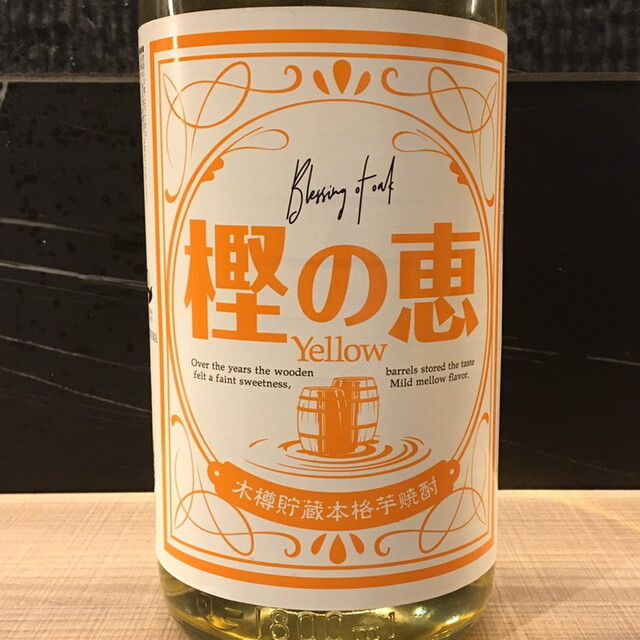 Blessing of oak
樫の恵
Yellow
Over the years the wooden barrels stored the taste
felt a faint sweetness, Mild mellow flavor.
木樽貯蔵本格芋焼酎
1800ml